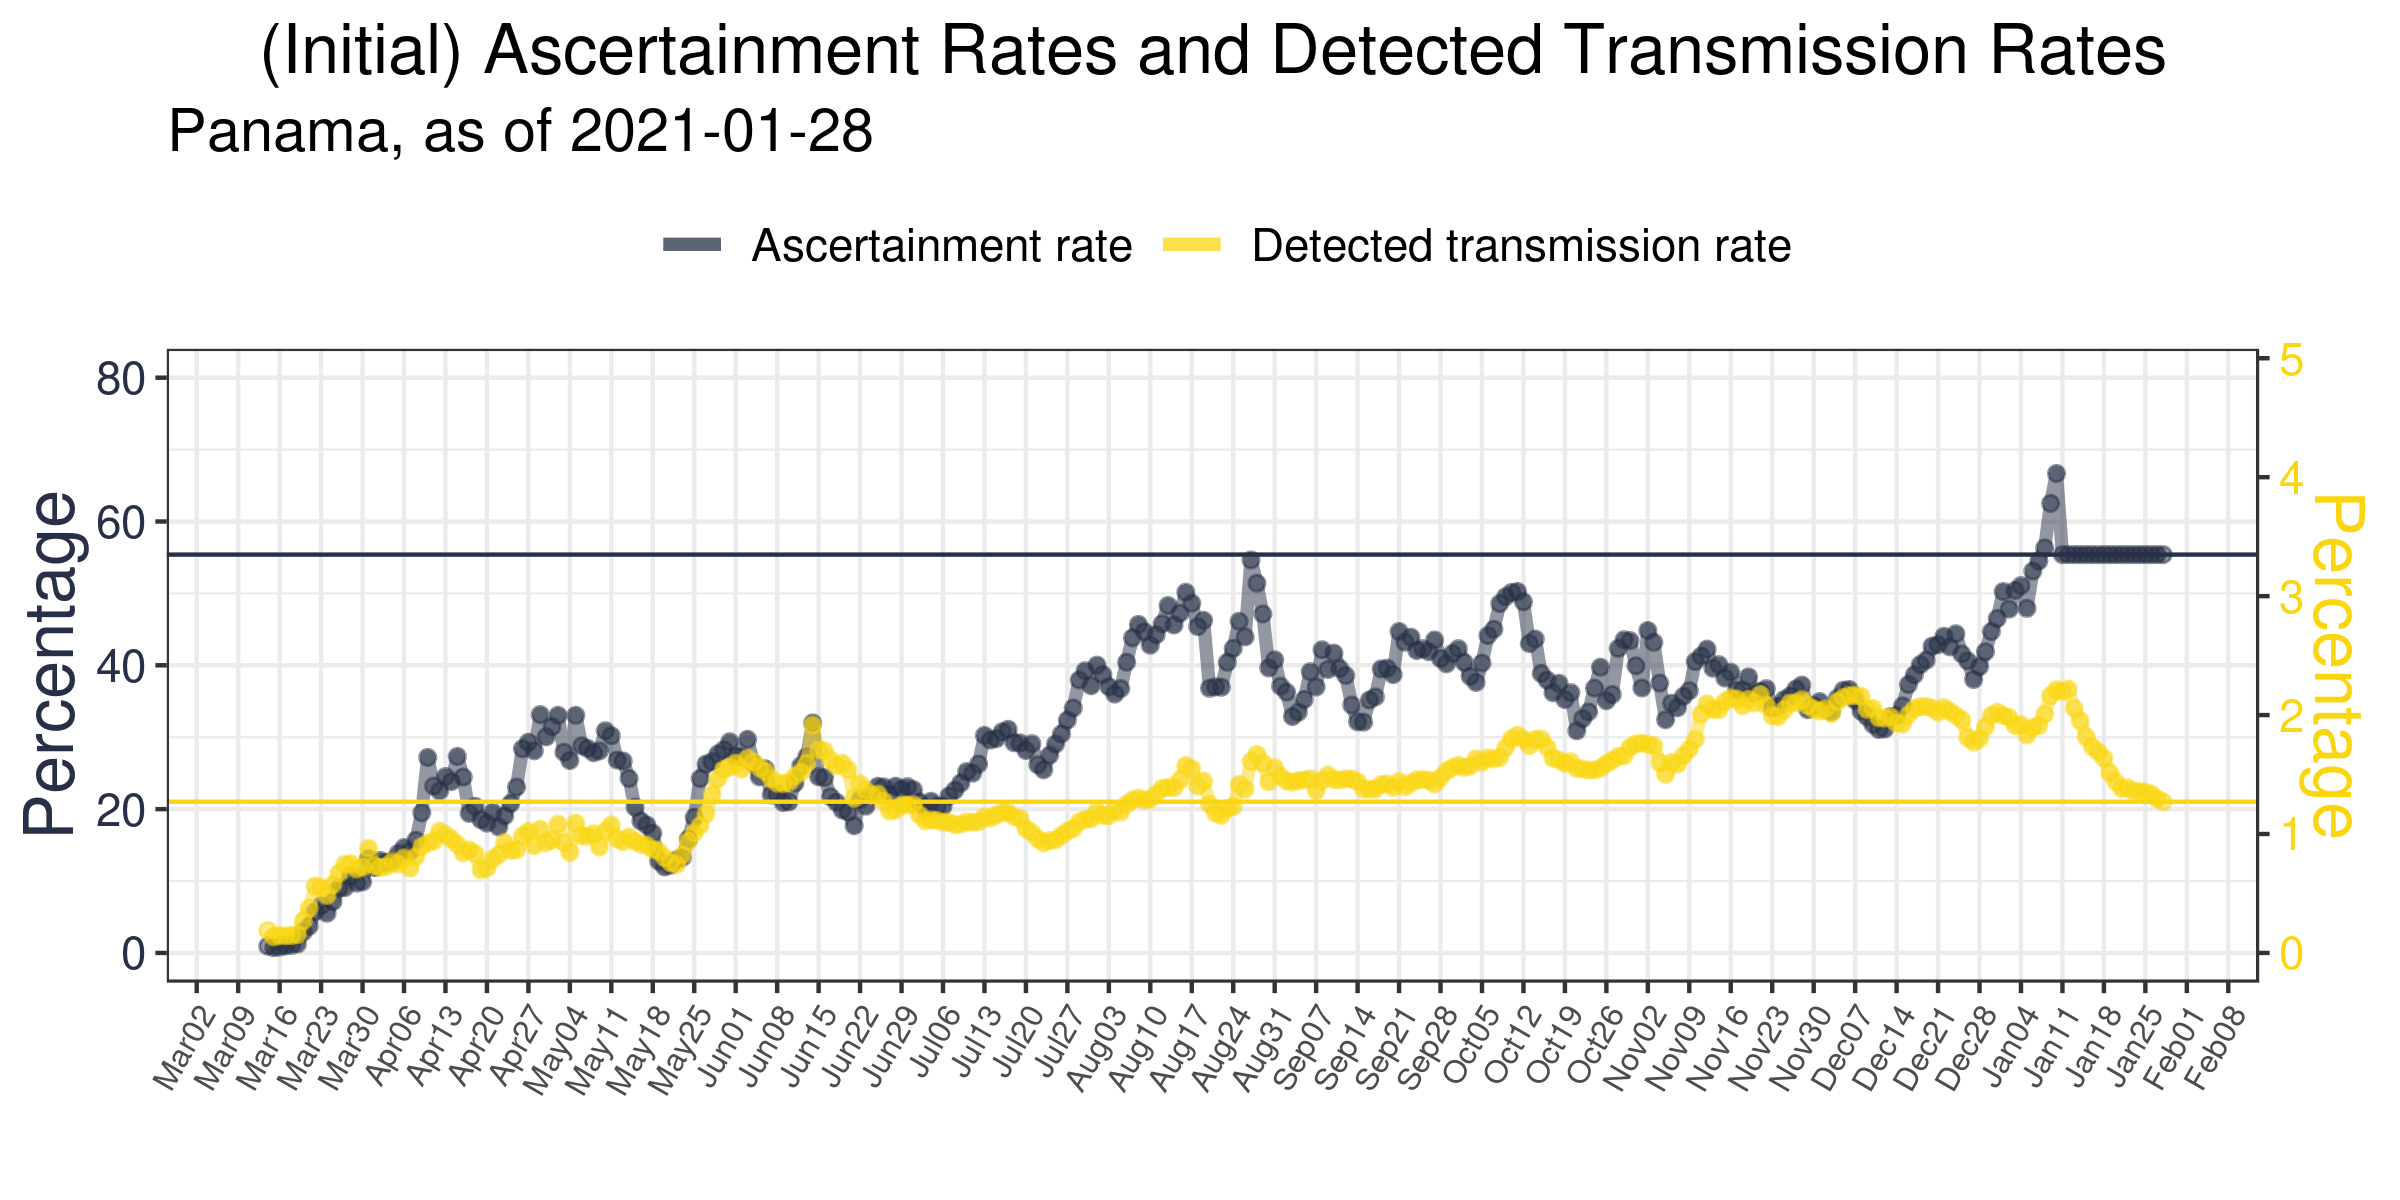 (Initial) Ascertainment Rates and Detected Transmission Rates
Panama, as of 2021-01-28
Ascertainment rate Detected transmission rate
Percentage
80
60
40
20
0
5
4
3
2
1
0
Percentage
Mar02 Mar09 Mar16 Mar23 Mar30 Apr06 Apr13 Apr20 Apr27 May04 May11 May18 May25 Jun01 Jun08 Jun15 Jun22 Jun29 Jul06 Jul13 Jul20 Jul27 Aug03 Aug10 Aug17 Aug24 Aug31 Sep07 Sep14 Sep21 Sep28 Oct05 Oct12 Oct19 Oct26 Nov02 Nov09 Nov16 Nov23 Nov30 Dec07 Dec14 Dec21 Dec28 Jan04 Jan11 Jan18 Jan25 Feb01 Feb08